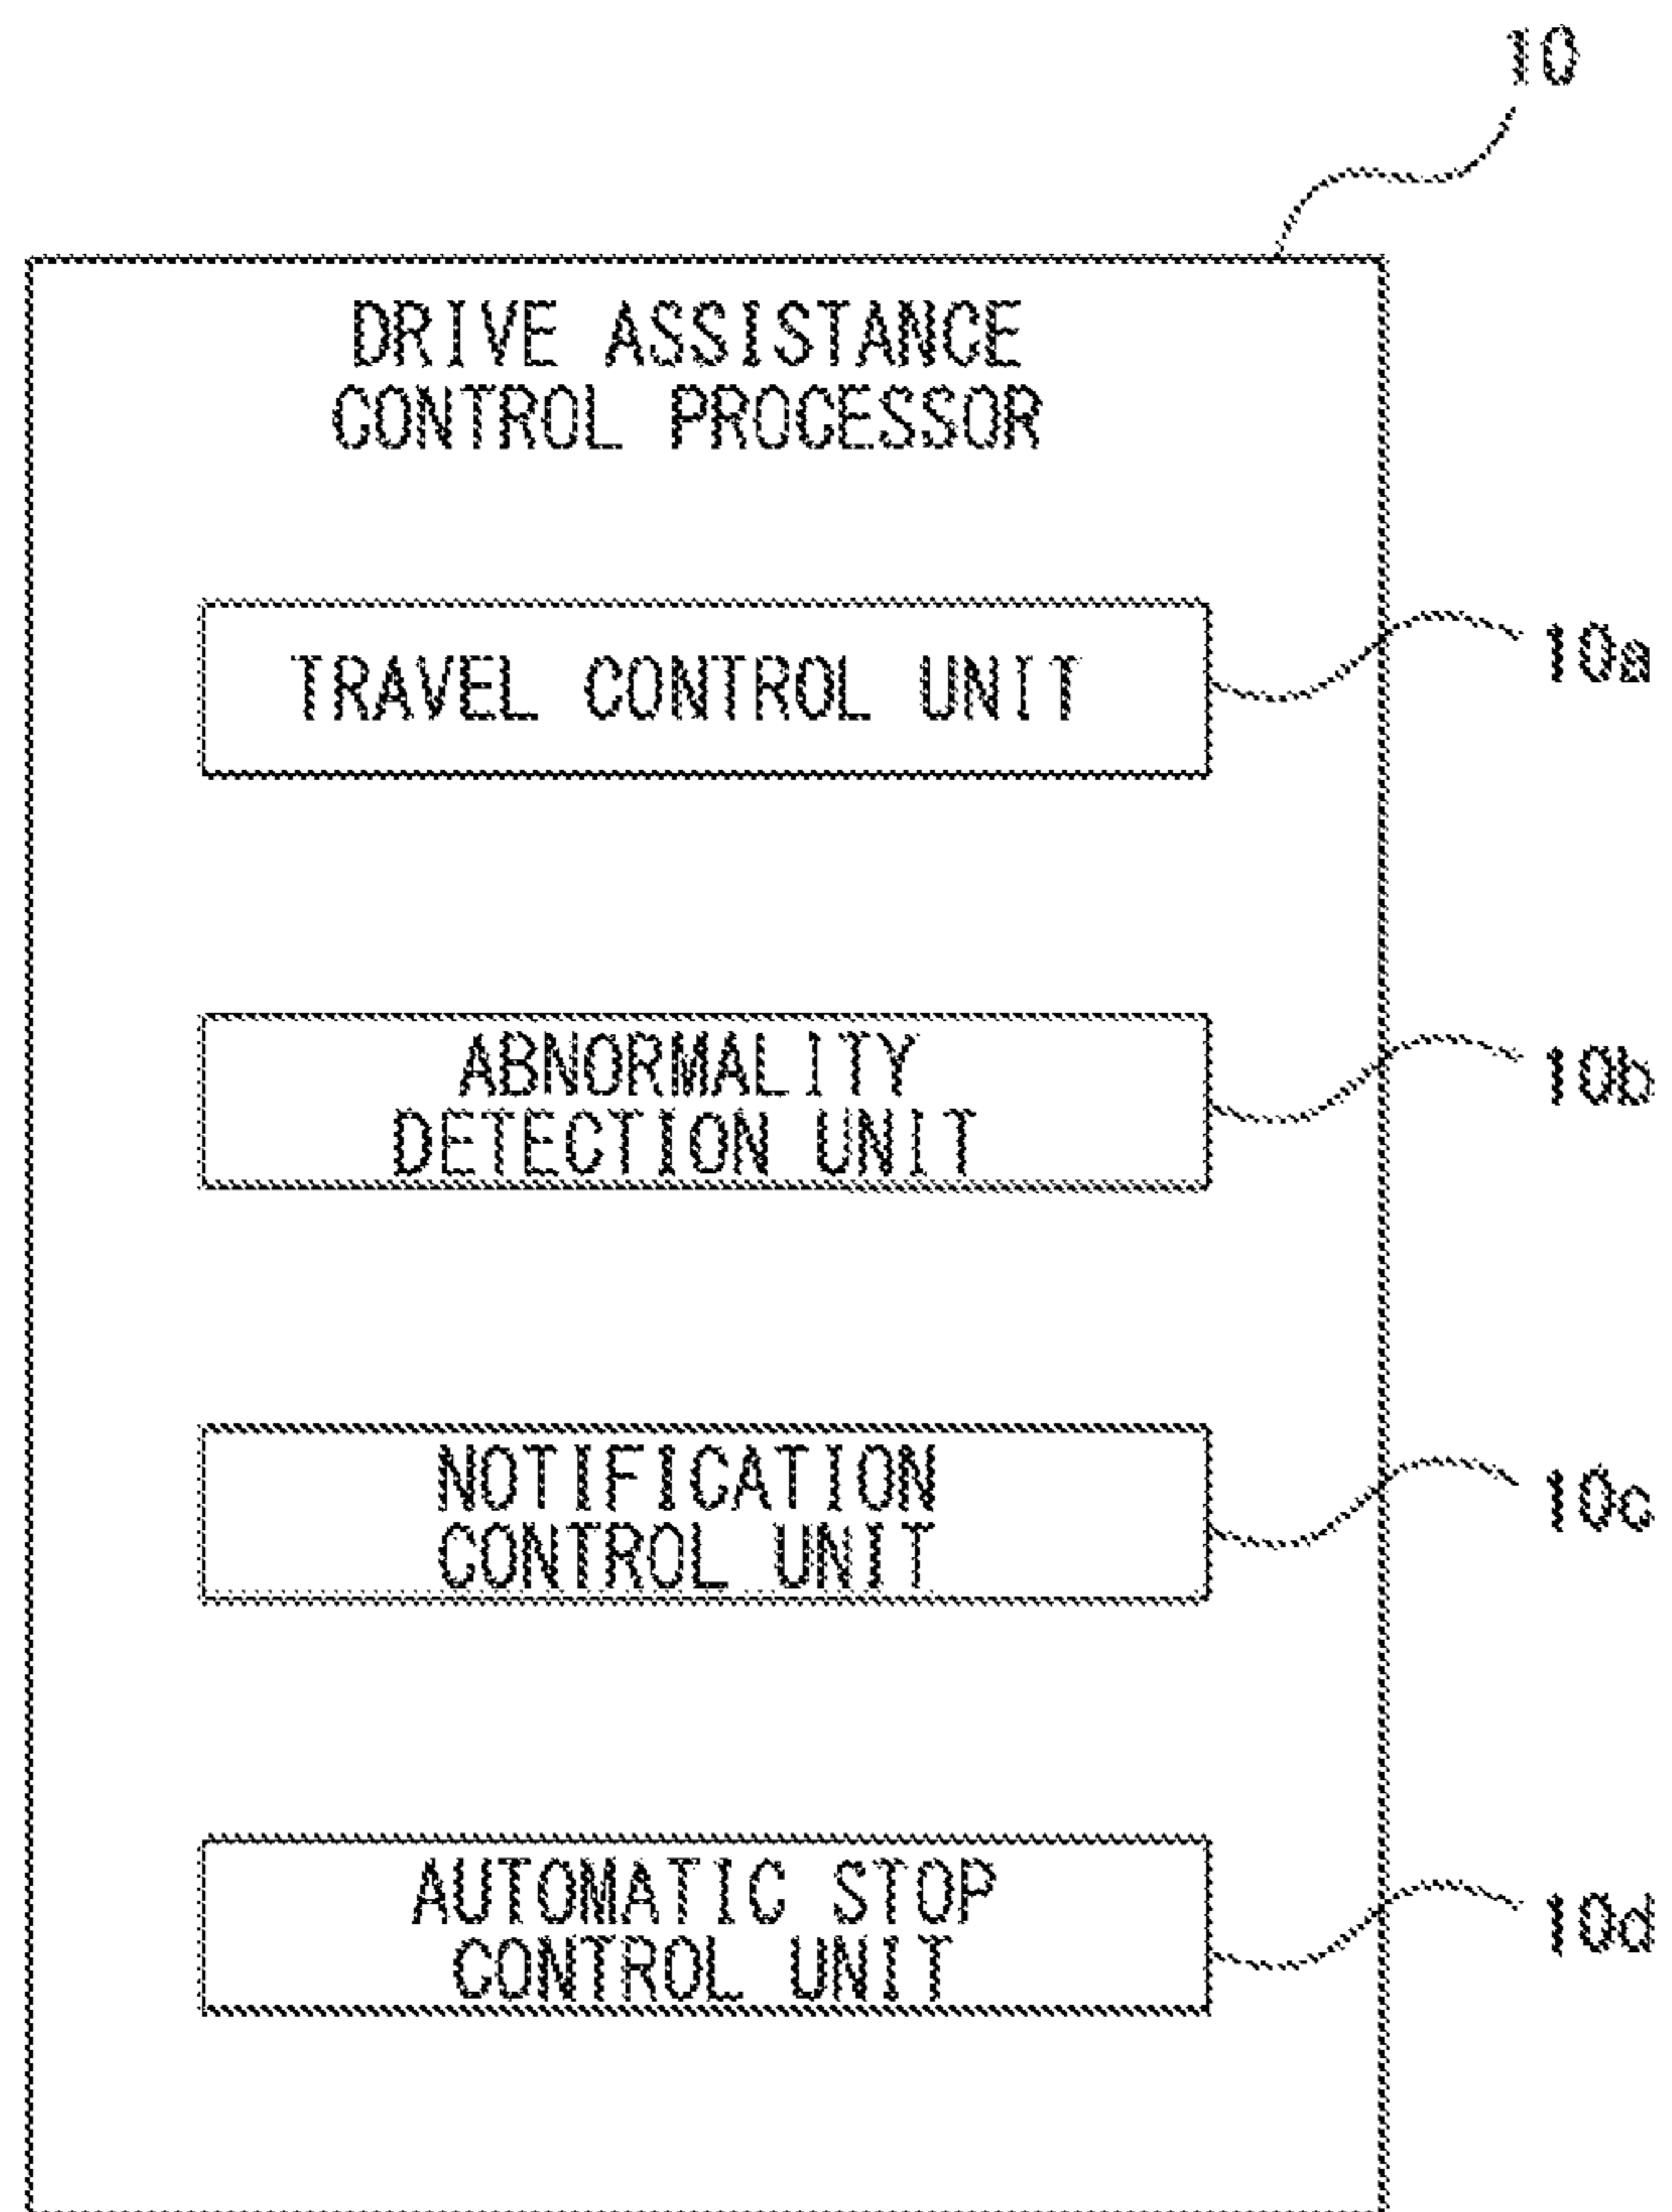 10
DRIVE ASSISTANCE
CONTROL PROCESSOR
TRAVEL CONTROL UNIT
10a
ABNORMALITY
DETECTION UNIT
10b
NOTIFICATION
CONTROL UNIT
10c
AUTOMATIC STOP
CONTROL UNIT
10d